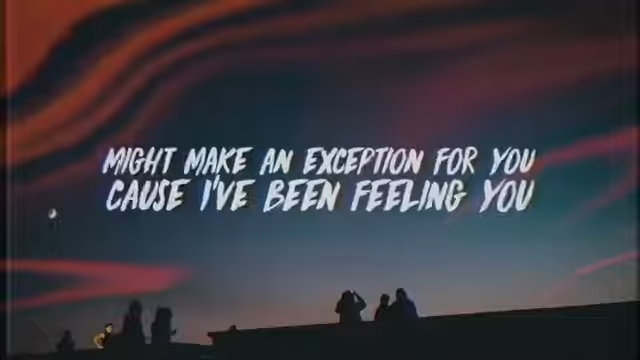 MIGHT MAKE AN EXCEPTION FOR YOU
CAUSE I'VE BEEN FEELING YOU